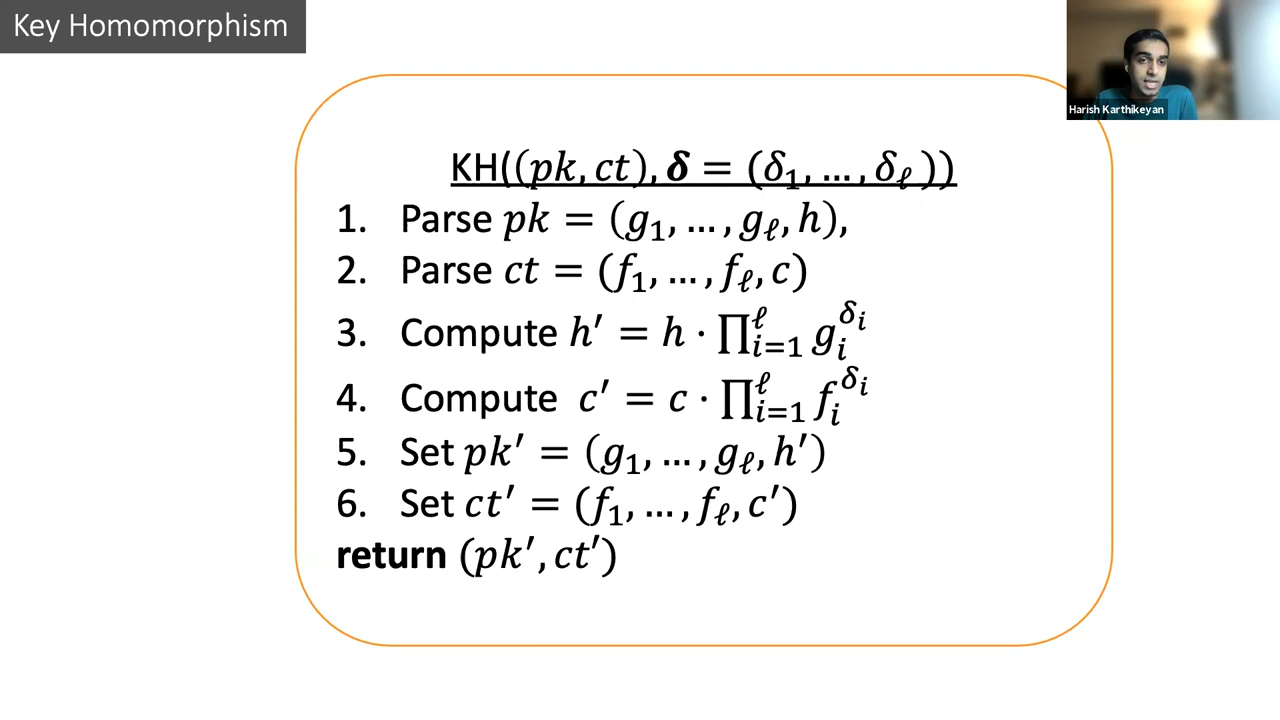 Key Homomorphism
Harish Karthikeyan
KH((pk, ct), δ = (δ₁, …, δ_ℓ ))
1. Parse pk = (g₁, …, g_ℓ, h),
2. Parse ct = (f₁, …, f_ℓ, c)
3. Compute h′ = h · ∏_{i=1}^{ℓ} g_i^{δ_i}
4. Compute c′ = c · ∏_{i=1}^{ℓ} f_i^{δ_i}
5. Set pk′ = (g₁, …, g_ℓ, h′)
6. Set ct′ = (f₁, …, f_ℓ, c′)
return (pk′, ct′)